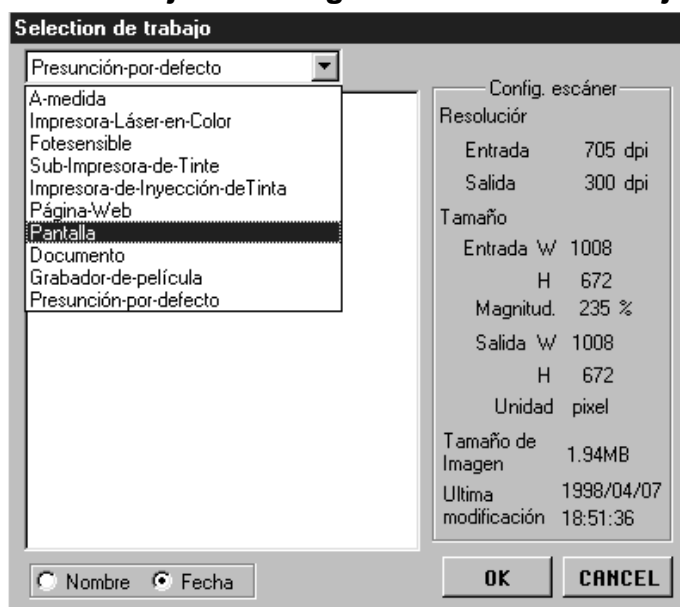 Selection de trabajo
Presunción-por-defecto
A-medida
Impresora-Láser-en-Color
Fotesensible
Sub-Impresora-de-Tinte
Impresora-de-Inyección-deTinta
Página-Web
Pantalla
Documento
Grabador-de-película
Presunción-por-defecto
Nombre Fecha
Config. escáner
Resoluciór
Entrada 705 dpi
Salida 300 dpi
Tamaño
Entrada W 1008
H 672
Magnitud. 235 %
Salida W 1008
H 672
Unidad pixel
Tamaño de
Imagen 1.94MB
Ultima 1998/04/07
modificación 18:51:36
OK CANCEL